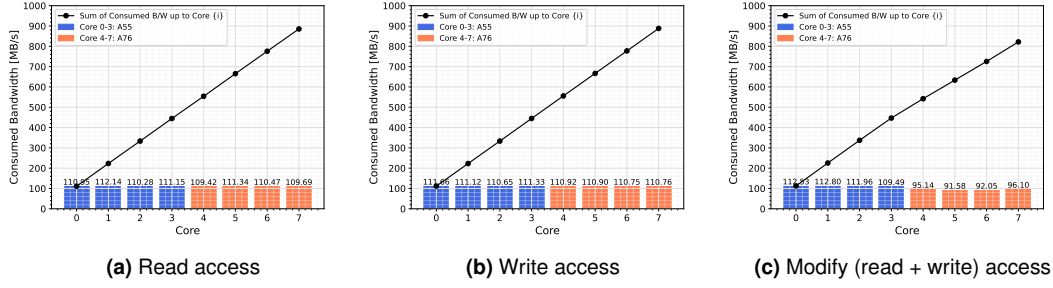 1000
900
800
700
600
500
400
300
200
100
0
Consumed Bandwidth [MB/s]
Sum of Consumed B/W up to Core {i}
Core 0-3: A55
Core 4-7: A76
112.14 110.28 111.15 109.42 111.34 110.47 109.69
0 1 2 3 4 5 6 7
Core
(a) Read access
1000
900
800
700
600
500
400
300
200
100
0
Consumed Bandwidth [MB/s]
Sum of Consumed B/W up to Core {i}
Core 0-3: A55
Core 4-7: A76
111.12 110.65 111.33 110.92 110.90 110.75 110.76
0 1 2 3 4 5 6 7
Core
(b) Write access
1000
900
800
700
600
500
400
300
200
100
0
Consumed Bandwidth [MB/s]
Sum of Consumed B/W up to Core {i}
Core 0-3: A55
Core 4-7: A76
112.80 111.96 109.49 95.14 91.58 92.05 96.10
0 1 2 3 4 5 6 7
Core
(c) Modify (read + write) access